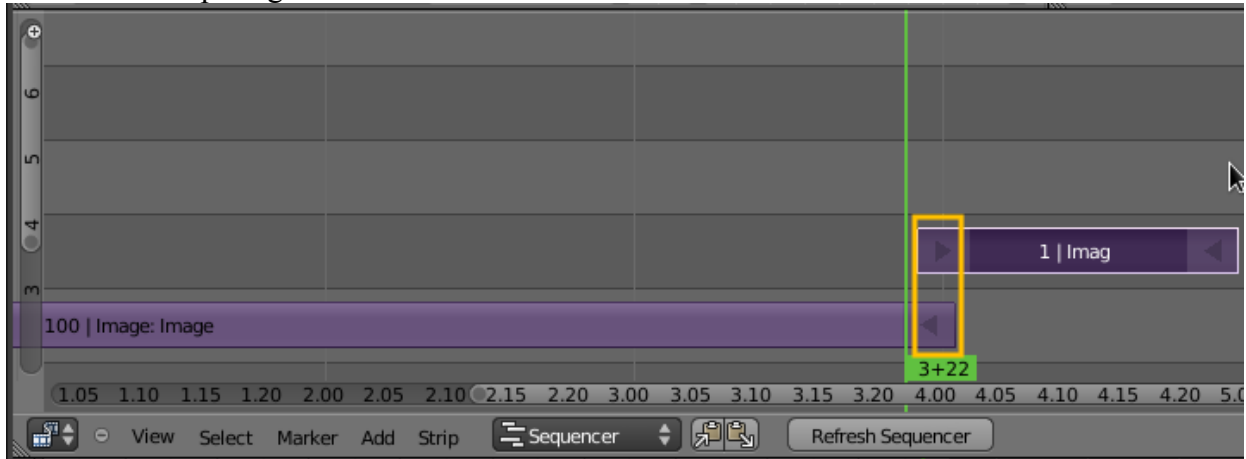 6
5
4
1 | Imag
3
100 | Image: Image
3+22
1.05 1.10 1.15 1.20 2.00 2.05 2.10 2.15 2.20 3.00 3.05 3.10 3.15 3.20 4.00 4.05 4.10 4.15 4.20 5.0
View Select Marker Add Strip Sequencer Refresh Sequencer